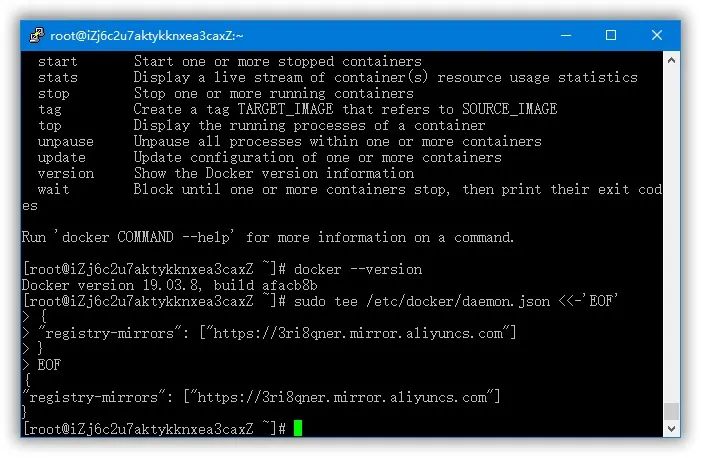 root@iZj6c2u7aktykknxea3caxZ:~
start Start one or more stopped containers
stats Display a live stream of container(s) resource usage statistics
stop Stop one or more running containers
tag Create a tag TARGET_IMAGE that refers to SOURCE_IMAGE
top Display the running processes of a container
unpause Unpause all processes within one or more containers
update Update configuration of one or more containers
version Show the Docker version information
wait Block until one or more containers stop, then print their exit cod
es
Run 'docker COMMAND --help' for more information on a command.
[root@iZj6c2u7aktykknxea3caxZ ~]# docker --version
Docker version 19.03.8, build afacb8b
[root@iZj6c2u7aktykknxea3caxZ ~]# sudo tee /etc/docker/daemon.json <<-'EOF'
> {
> "registry-mirrors": ["https://3ri8qner.mirror.aliyuncs.com"]
> }
> EOF
{
"registry-mirrors": ["https://3ri8qner.mirror.aliyuncs.com"]
}
[root@iZj6c2u7aktykknxea3caxZ ~]#